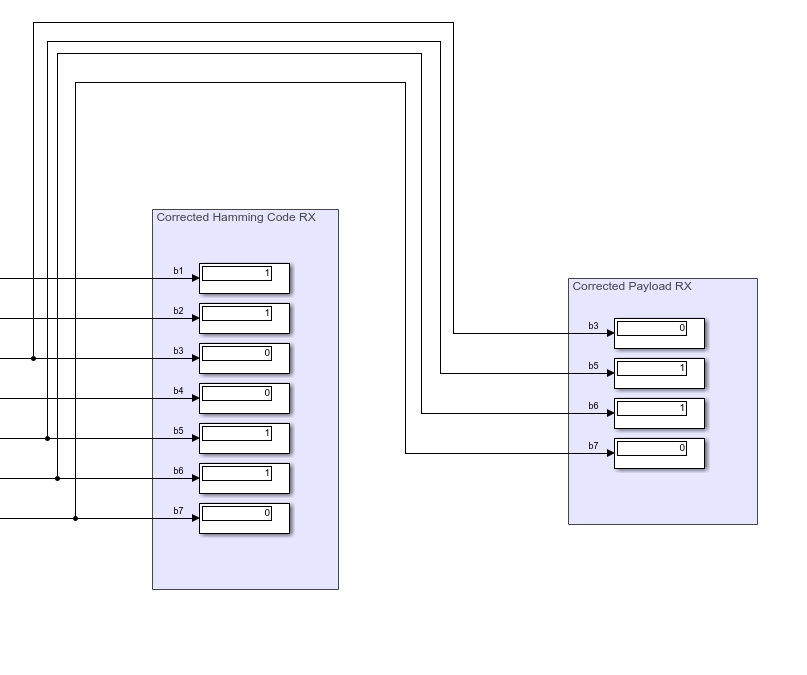 Corrected Hamming Code RX
b1 1
b2 1
b3 0
b4 0
b5 1
b6 1
b7 0
Corrected Payload RX
b3 0
b5 1
b6 1
b7 0